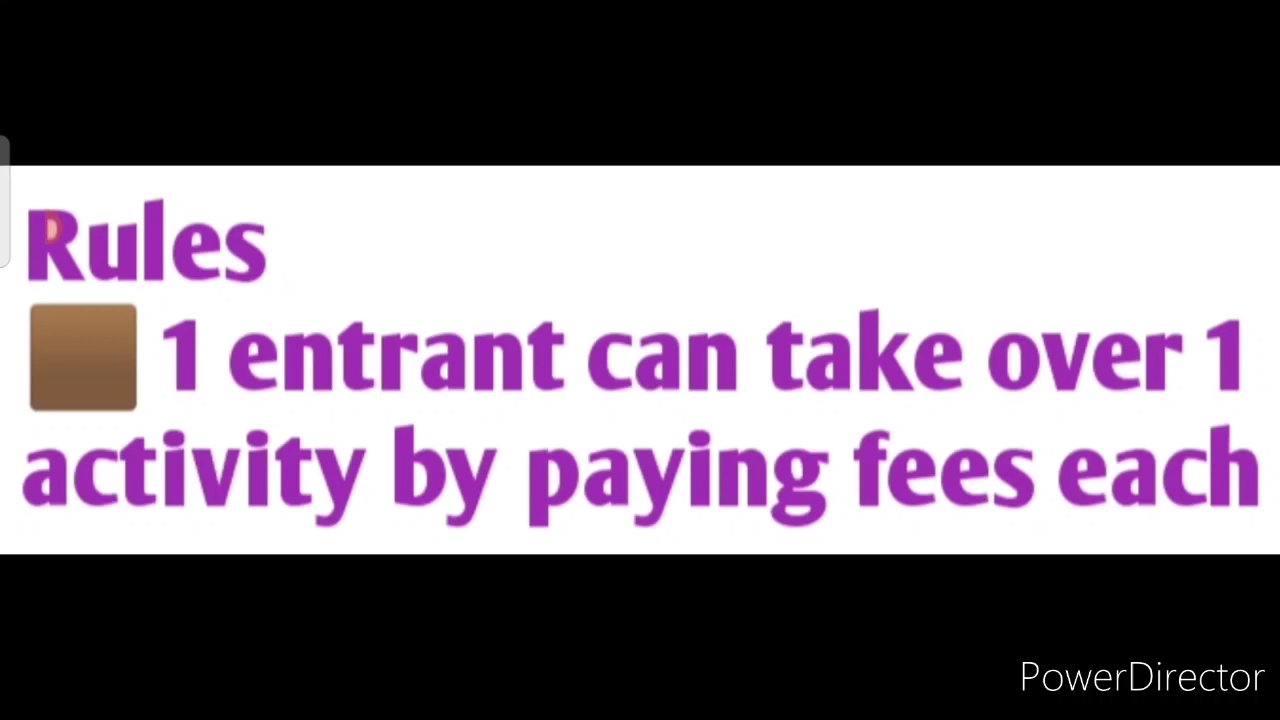 Rules
🟫 1 entrant can take over 1
activity by paying fees each
PowerDirector